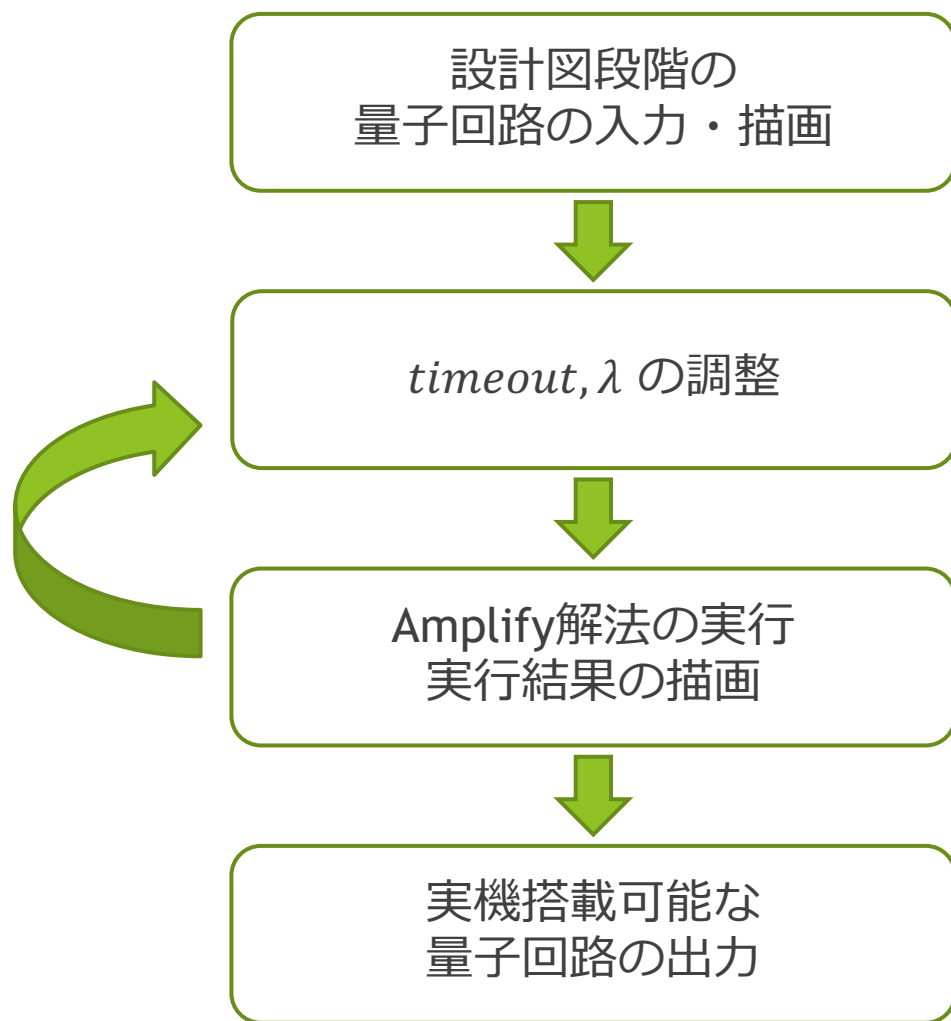 設計図段階の
量子回路の入力・描画
timeout, λ の調整
Amplify解法の実行
実行結果の描画
実機搭載可能な
量子回路の出力